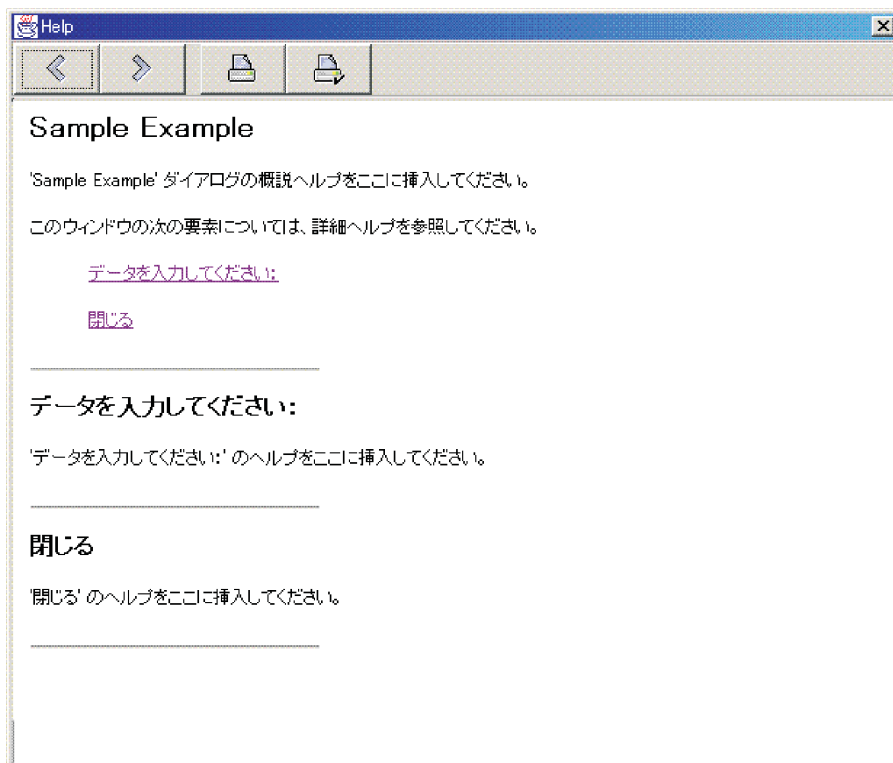 Help
Sample Example
'Sample Example' ダイアログの概説ヘルプをここに挿入してください。
このウィンドウの次の要素については、詳細ヘルプを参照してください。
データを入力してください:
閉じる
データを入力してください:
'データを入力してください:' のヘルプをここに挿入してください。
閉じる
'閉じる' のヘルプをここに挿入してください。